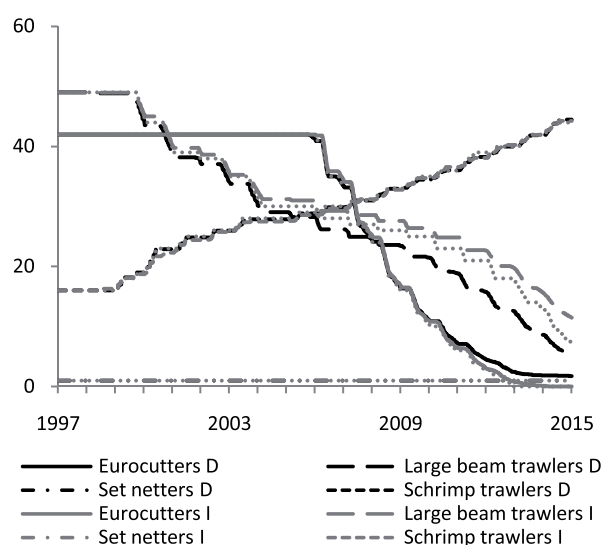 60
40
20
0
1997 2003 2009 2015
Eurocutters D Large beam trawlers D
Set netters D Schrimp trawlers D
Eurocutters I Large beam trawlers I
Set netters I Schrimp trawlers I